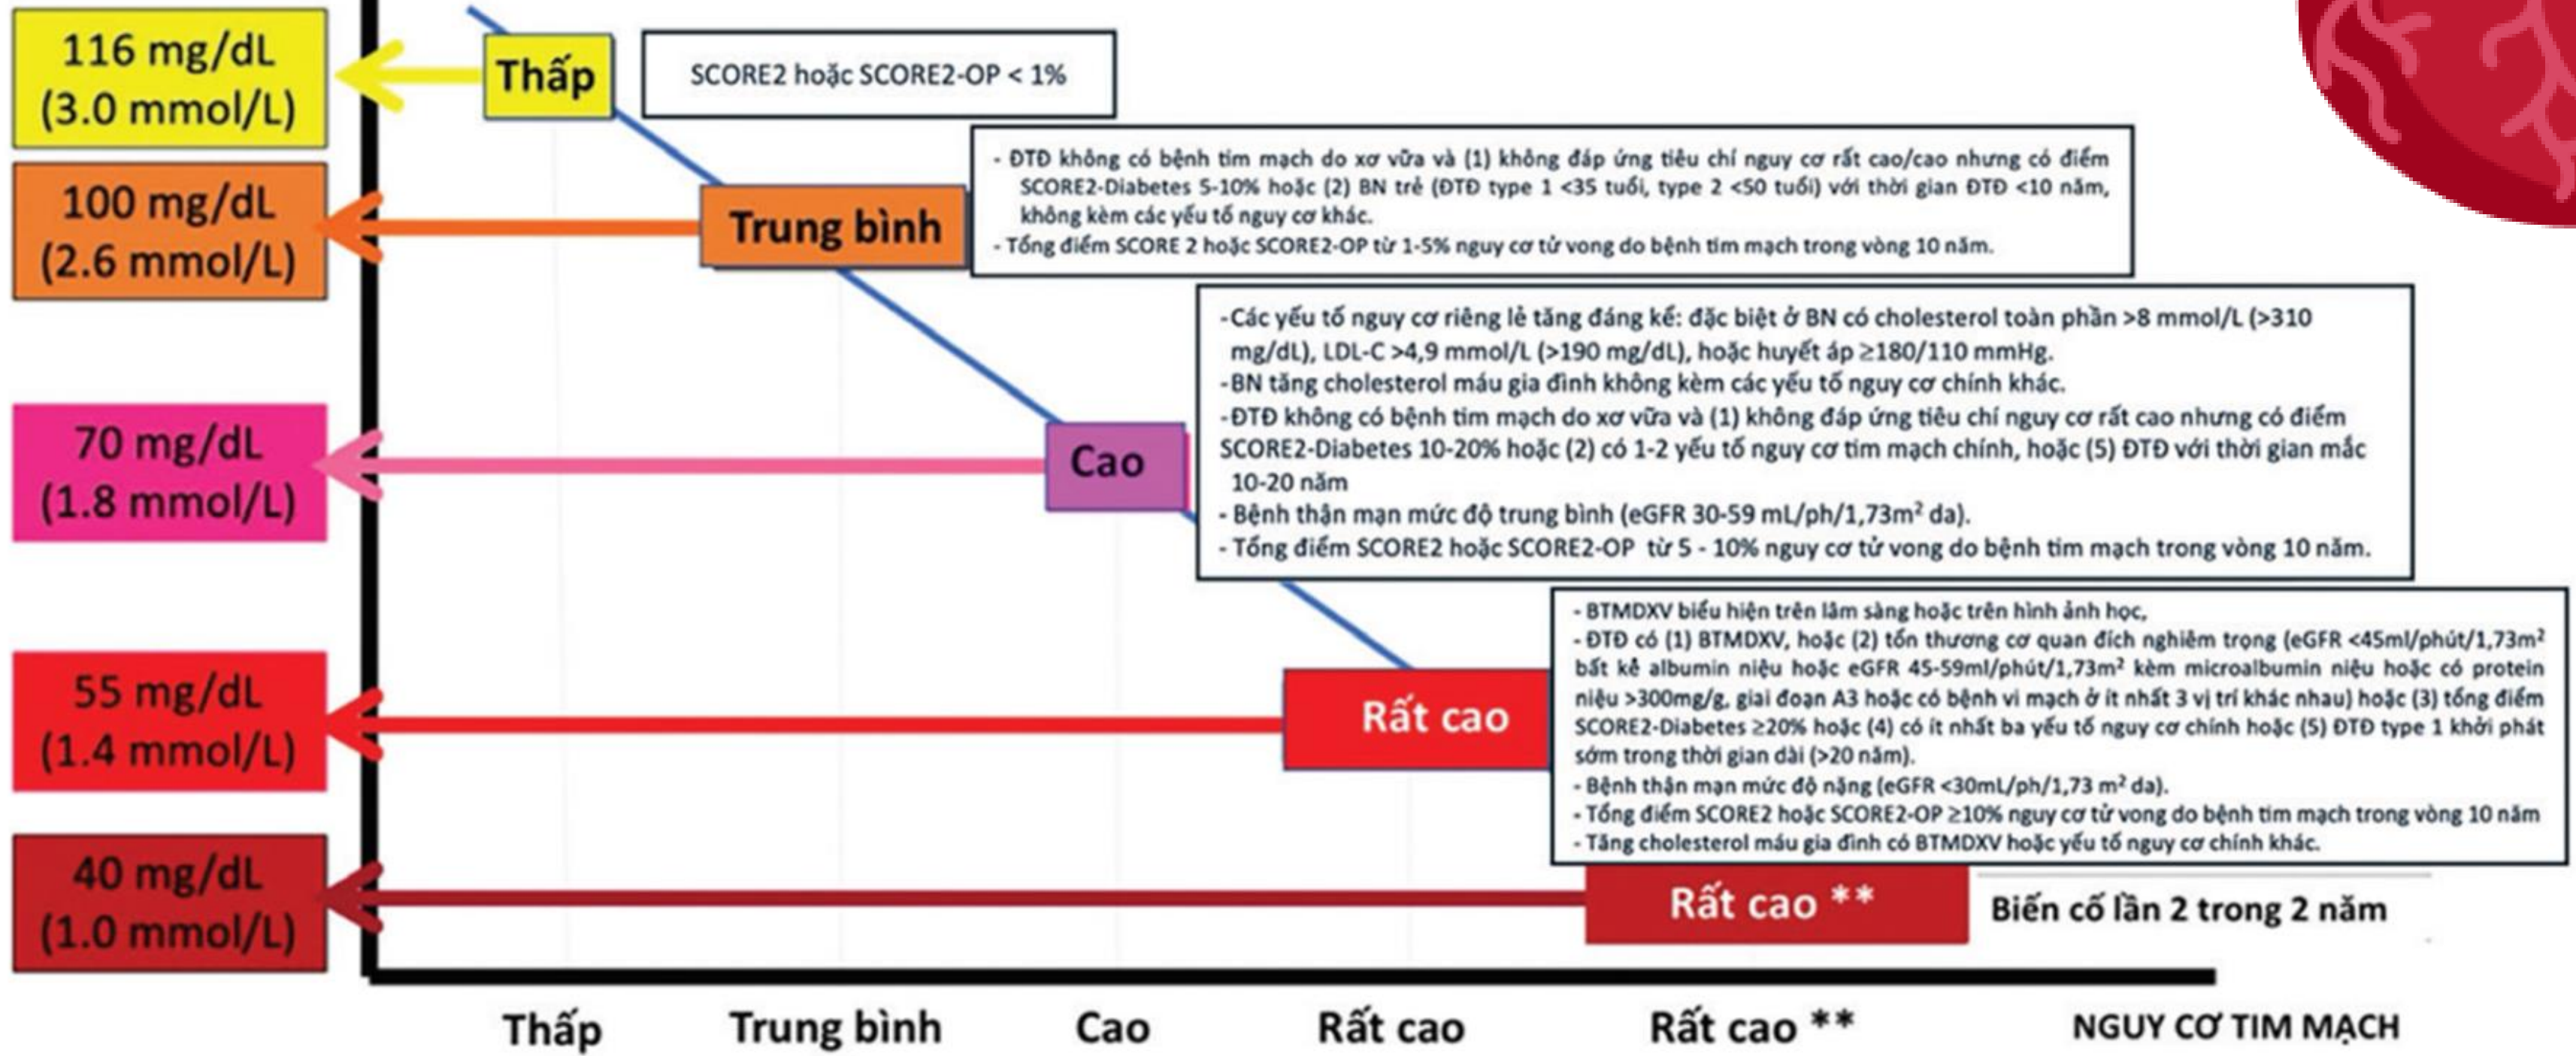 116 mg/dL
(3.0 mmol/L)
Thấp
SCORE2 hoặc SCORE2-OP < 1%
100 mg/dL
(2.6 mmol/L)
Trung bình
- ĐTĐ không có bệnh tim mạch do xơ vữa và (1) không đáp ứng tiêu chí nguy cơ rất cao/cao nhưng có điểm
SCORE2-Diabetes 5-10% hoặc (2) BN trẻ (ĐTĐ type 1 <35 tuổi, type 2 <50 tuổi) với thời gian ĐTĐ <10 năm,
không kèm các yếu tố nguy cơ khác.
- Tổng điểm SCORE 2 hoặc SCORE2-OP từ 1-5% nguy cơ tử vong do bệnh tim mạch trong vòng 10 năm.
70 mg/dL
(1.8 mmol/L)
Cao
-Các yếu tố nguy cơ riêng lẻ tăng đáng kể: đặc biệt ở BN có cholesterol toàn phần >8 mmol/L (>310
mg/dL), LDL-C >4,9 mmol/L (>190 mg/dL), hoặc huyết áp ≥180/110 mmHg.
-BN tăng cholesterol máu gia đình không kèm các yếu tố nguy cơ chính khác.
-ĐTĐ không có bệnh tim mạch do xơ vữa và (1) không đáp ứng tiêu chí nguy cơ rất cao nhưng có điểm
SCORE2-Diabetes 10-20% hoặc (2) có 1-2 yếu tố nguy cơ tim mạch chính, hoặc (5) ĐTĐ với thời gian mắc
10-20 năm
- Bệnh thận mạn mức độ trung bình (eGFR 30-59 mL/ph/1,73m² da).
- Tổng điểm SCORE2 hoặc SCORE2-OP từ 5 - 10% nguy cơ tử vong do bệnh tim mạch trong vòng 10 năm.
55 mg/dL
(1.4 mmol/L)
Rất cao
- BTMDXV biểu hiện trên lâm sàng hoặc trên hình ảnh học,
- ĐTĐ có (1) BTMDXV, hoặc (2) tổn thương cơ quan đích nghiêm trọng (eGFR <45ml/phút/1,73m²
bất kể albumin niệu hoặc eGFR 45-59ml/phút/1,73m² kèm microalbumin niệu hoặc có protein
niệu >300mg/g, giai đoạn A3 hoặc có bệnh vi mạch ở ít nhất 3 vị trí khác nhau) hoặc (3) tổng điểm
SCORE2-Diabetes ≥20% hoặc (4) có ít nhất ba yếu tố nguy cơ chính hoặc (5) ĐTĐ type 1 khởi phát
sớm trong thời gian dài (>20 năm).
- Bệnh thận mạn mức độ nặng (eGFR <30mL/ph/1,73 m² da).
- Tổng điểm SCORE2 hoặc SCORE2-OP ≥10% nguy cơ tử vong do bệnh tim mạch trong vòng 10 năm
- Tăng cholesterol máu gia đình có BTMDXV hoặc yếu tố nguy cơ chính khác.
40 mg/dL
(1.0 mmol/L)
Rất cao **
Biến cố lần 2 trong 2 năm
Thấp Trung bình Cao Rất cao Rất cao ** NGUY CƠ TIM MẠCH